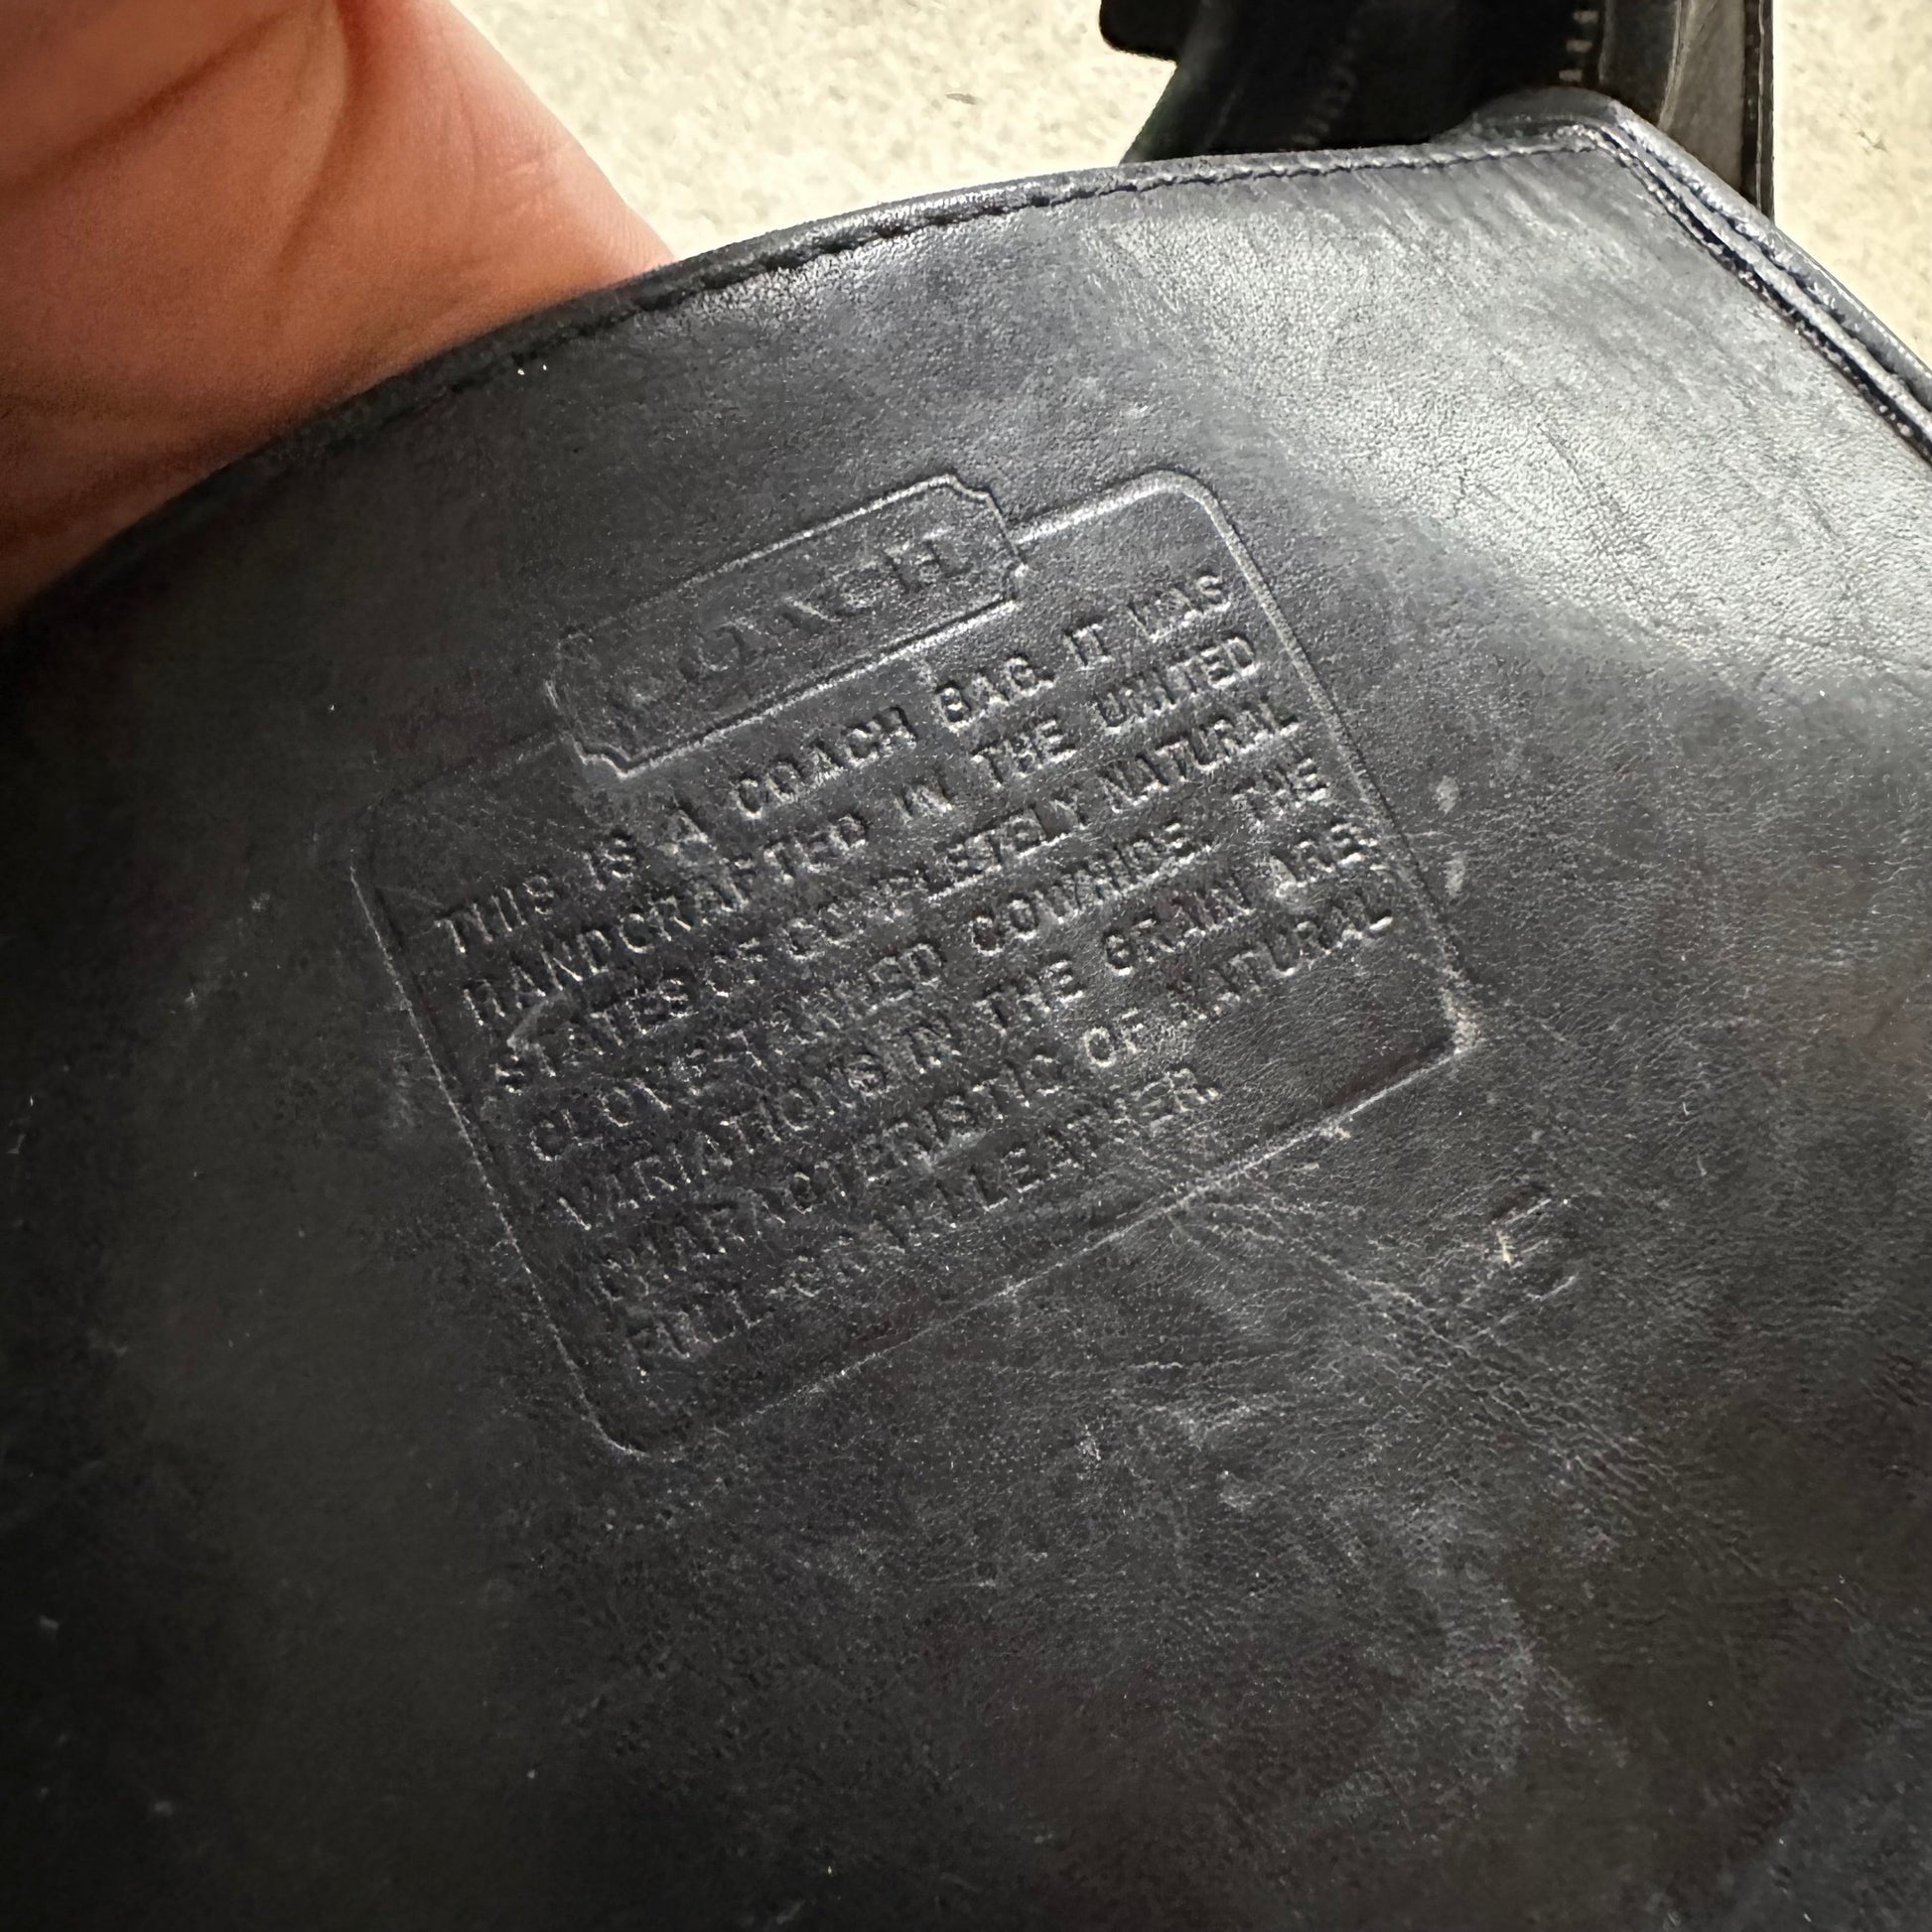 COACH
THIS IS A COACH BAG. IT WAS
HANDCRAFTED IN THE UNITED
STATES OF COMPLETELY NATURAL
GLOVE TANNED COWHIDE. THE
VARIATIONS IN THE GRAIN ARE
CHARACTERISTIC OF NATURAL
FULL GRAIN LEATHER.